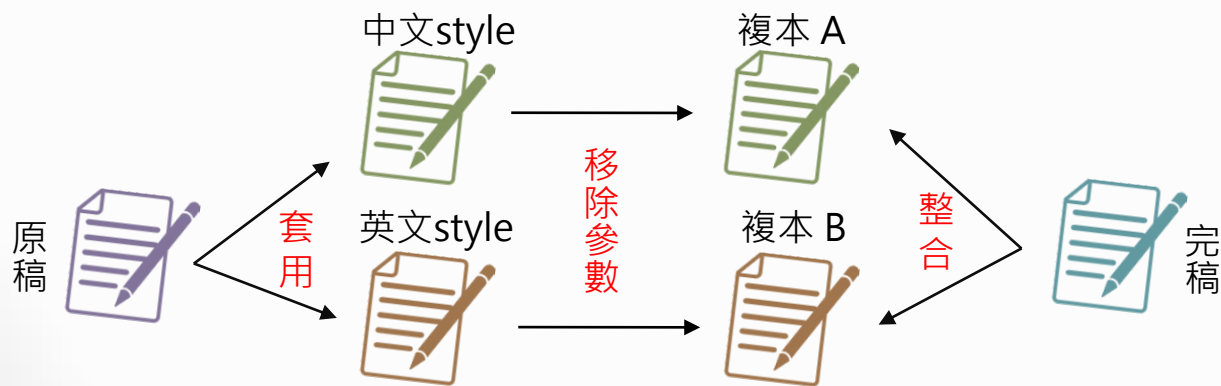 中文style
複本 A
原稿
套用
英文style
移除參數
複本 B
整合
完稿